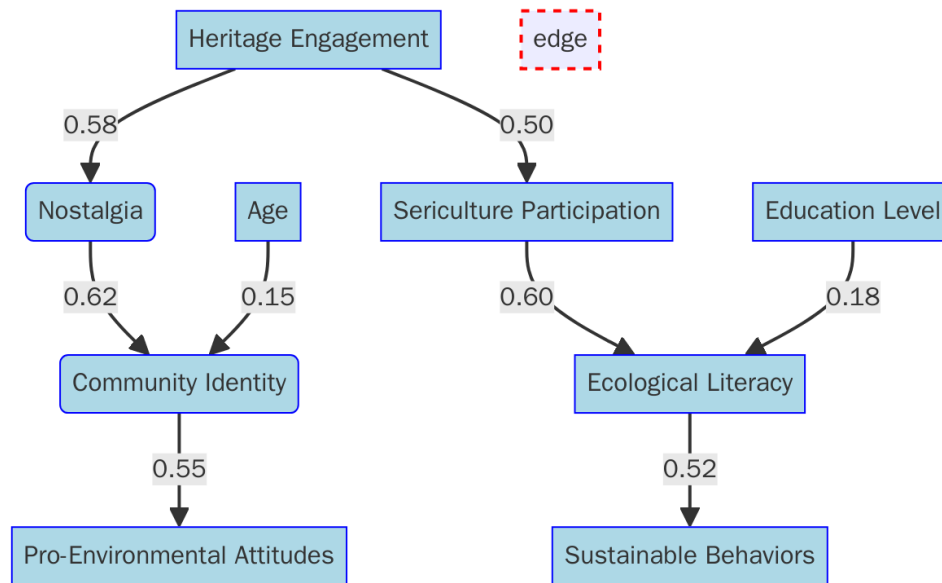 Heritage Engagement
edge
0.58
0.50
Nostalgia
Age
Sericulture Participation
Education Level
0.62
0.15
0.60
0.18
Community Identity
Ecological Literacy
0.55
0.52
Pro-Environmental Attitudes
Sustainable Behaviors